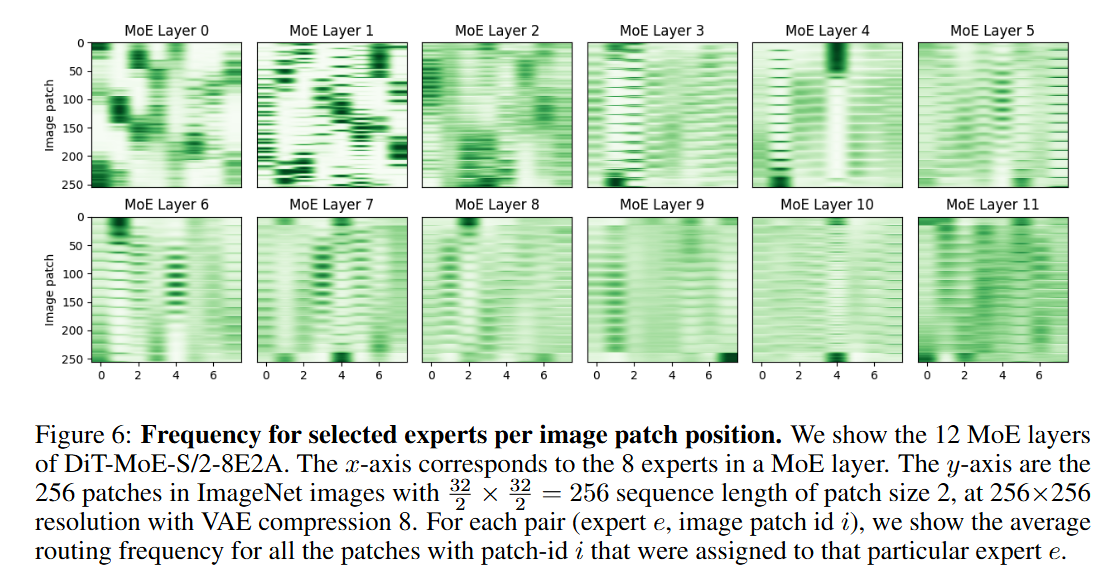 MoE Layer 0 MoE Layer 1 MoE Layer 2 MoE Layer 3 MoE Layer 4 MoE Layer 5
0
50
100
150
200
250
Image patch
MoE Layer 6 MoE Layer 7 MoE Layer 8 MoE Layer 9 MoE Layer 10 MoE Layer 11
0
50
100
150
200
250
Image patch
0 2 4 6 0 2 4 6 0 2 4 6 0 2 4 6 0 2 4 6 0 2 4 6
Figure 6: Frequency for selected experts per image patch position. We show the 12 MoE layers
of DiT-MoE-S/2-8E2A. The x-axis corresponds to the 8 experts in a MoE layer. The y-axis are the
256 patches in ImageNet images with 32/2 × 32/2 = 256 sequence length of patch size 2, at 256×256
resolution with VAE compression 8. For each pair (expert e, image patch id i), we show the average
routing frequency for all the patches with patch-id i that were assigned to that particular expert e.